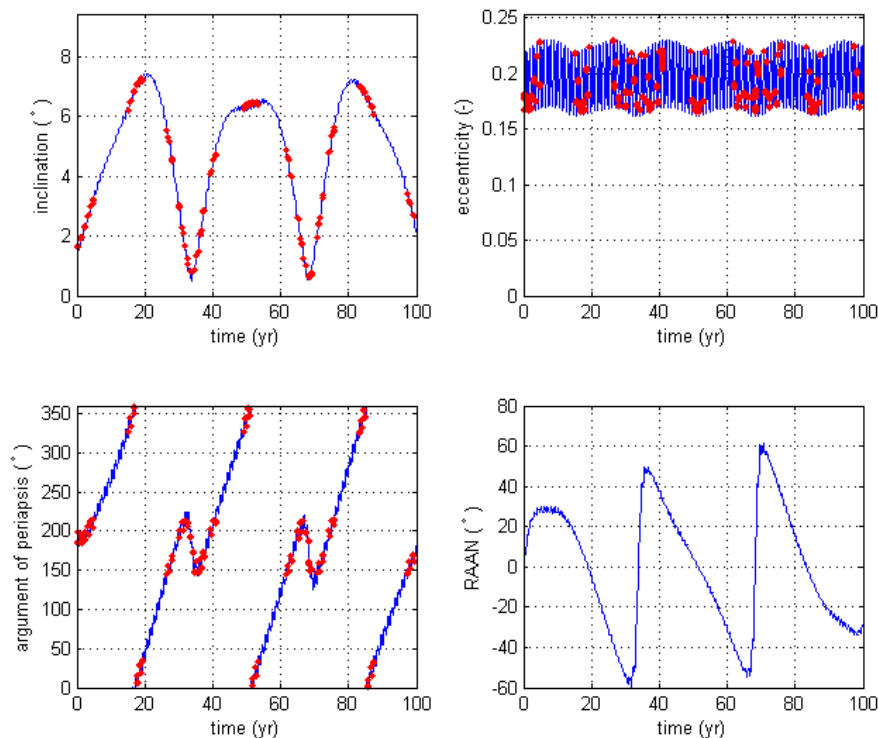 inclination (°)
8
6
4
2
0
0 20 40 60 80 100
time (yr)
eccentricity (-)
0.25
0.2
0.15
0.1
0.05
0
0 20 40 60 80 100
time (yr)
argument of periapsis (°)
350
300
250
200
150
100
50
0
0 20 40 60 80 100
time (yr)
RAAN (°)
80
60
40
20
0
-20
-40
-60
0 20 40 60 80 100
time (yr)